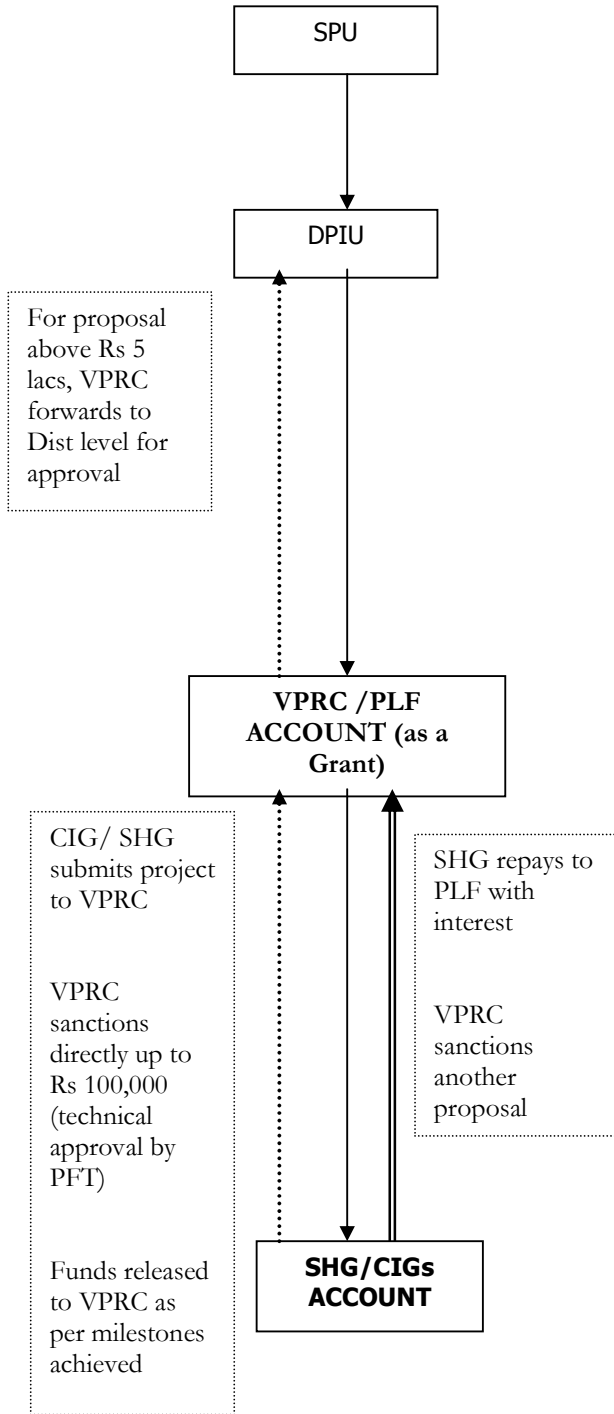 SPU
DPIU
For proposal
above Rs 5
lacs, VPRC
forwards to
Dist level for
approval
VPRC /PLF
ACCOUNT (as a
Grant)
CIG/ SHG
submits project
to VPRC
VPRC
sanctions
directly up to
Rs 100,000
(technical
approval by
PFT)
Funds released
to VPRC as
per milestones
achieved
SHG repays to
PLF with
interest
VPRC
sanctions
another
proposal
SHG/CIGs
ACCOUNT